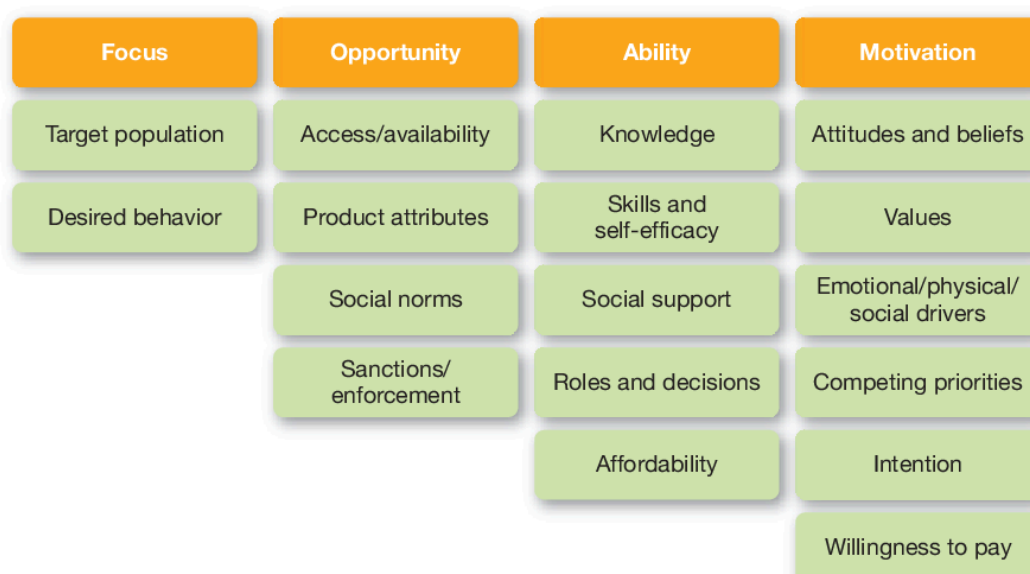 Focus
Target population
Desired behavior
Opportunity
Access/availability
Product attributes
Social norms
Sanctions/
enforcement
Ability
Knowledge
Skills and
self-efficacy
Social support
Roles and decisions
Affordability
Motivation
Attitudes and beliefs
Values
Emotional/physical/
social drivers
Competing priorities
Intention
Willingness to pay